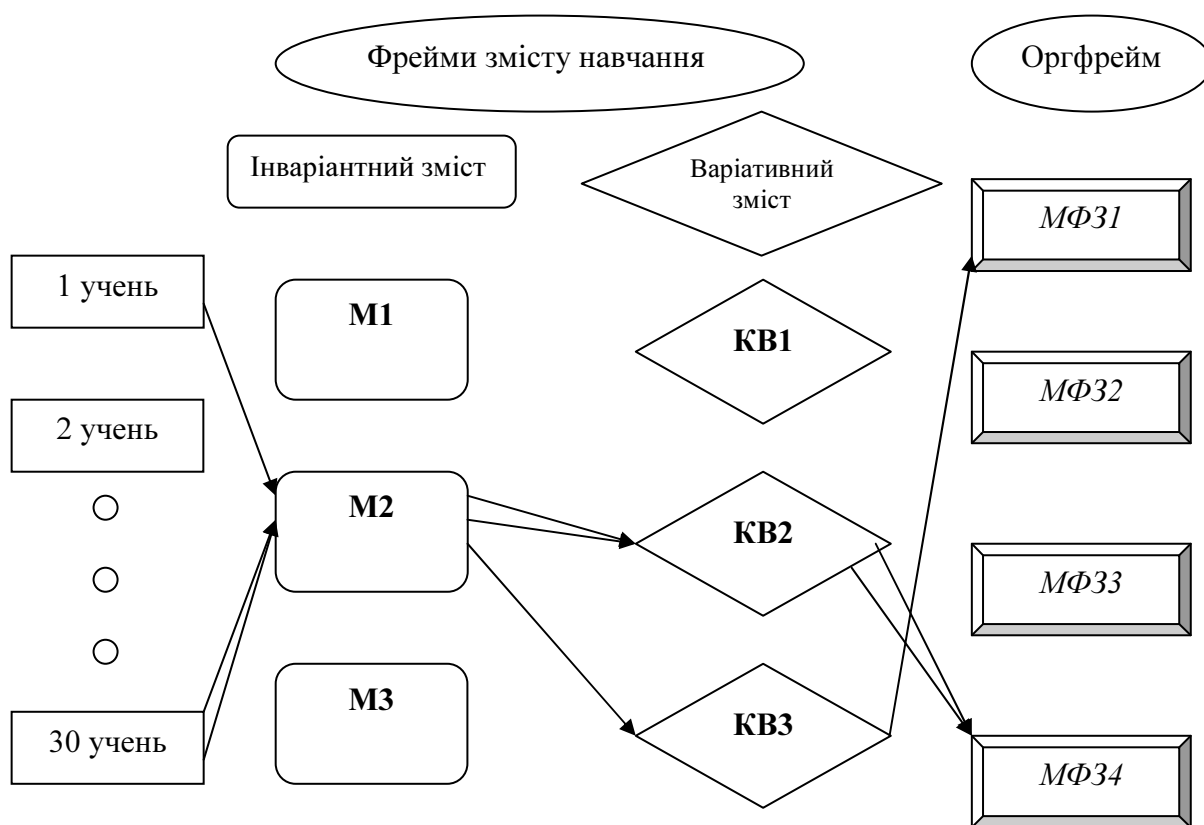 Фрейми змісту навчання
Оргфрейм
Інваріантний зміст
Варіативний
зміст
МФЗ1
1 учень
М1
КВ1
МФЗ2
2 учень
М2
КВ2
МФЗ3
М3
КВ3
30 учень
МФЗ4